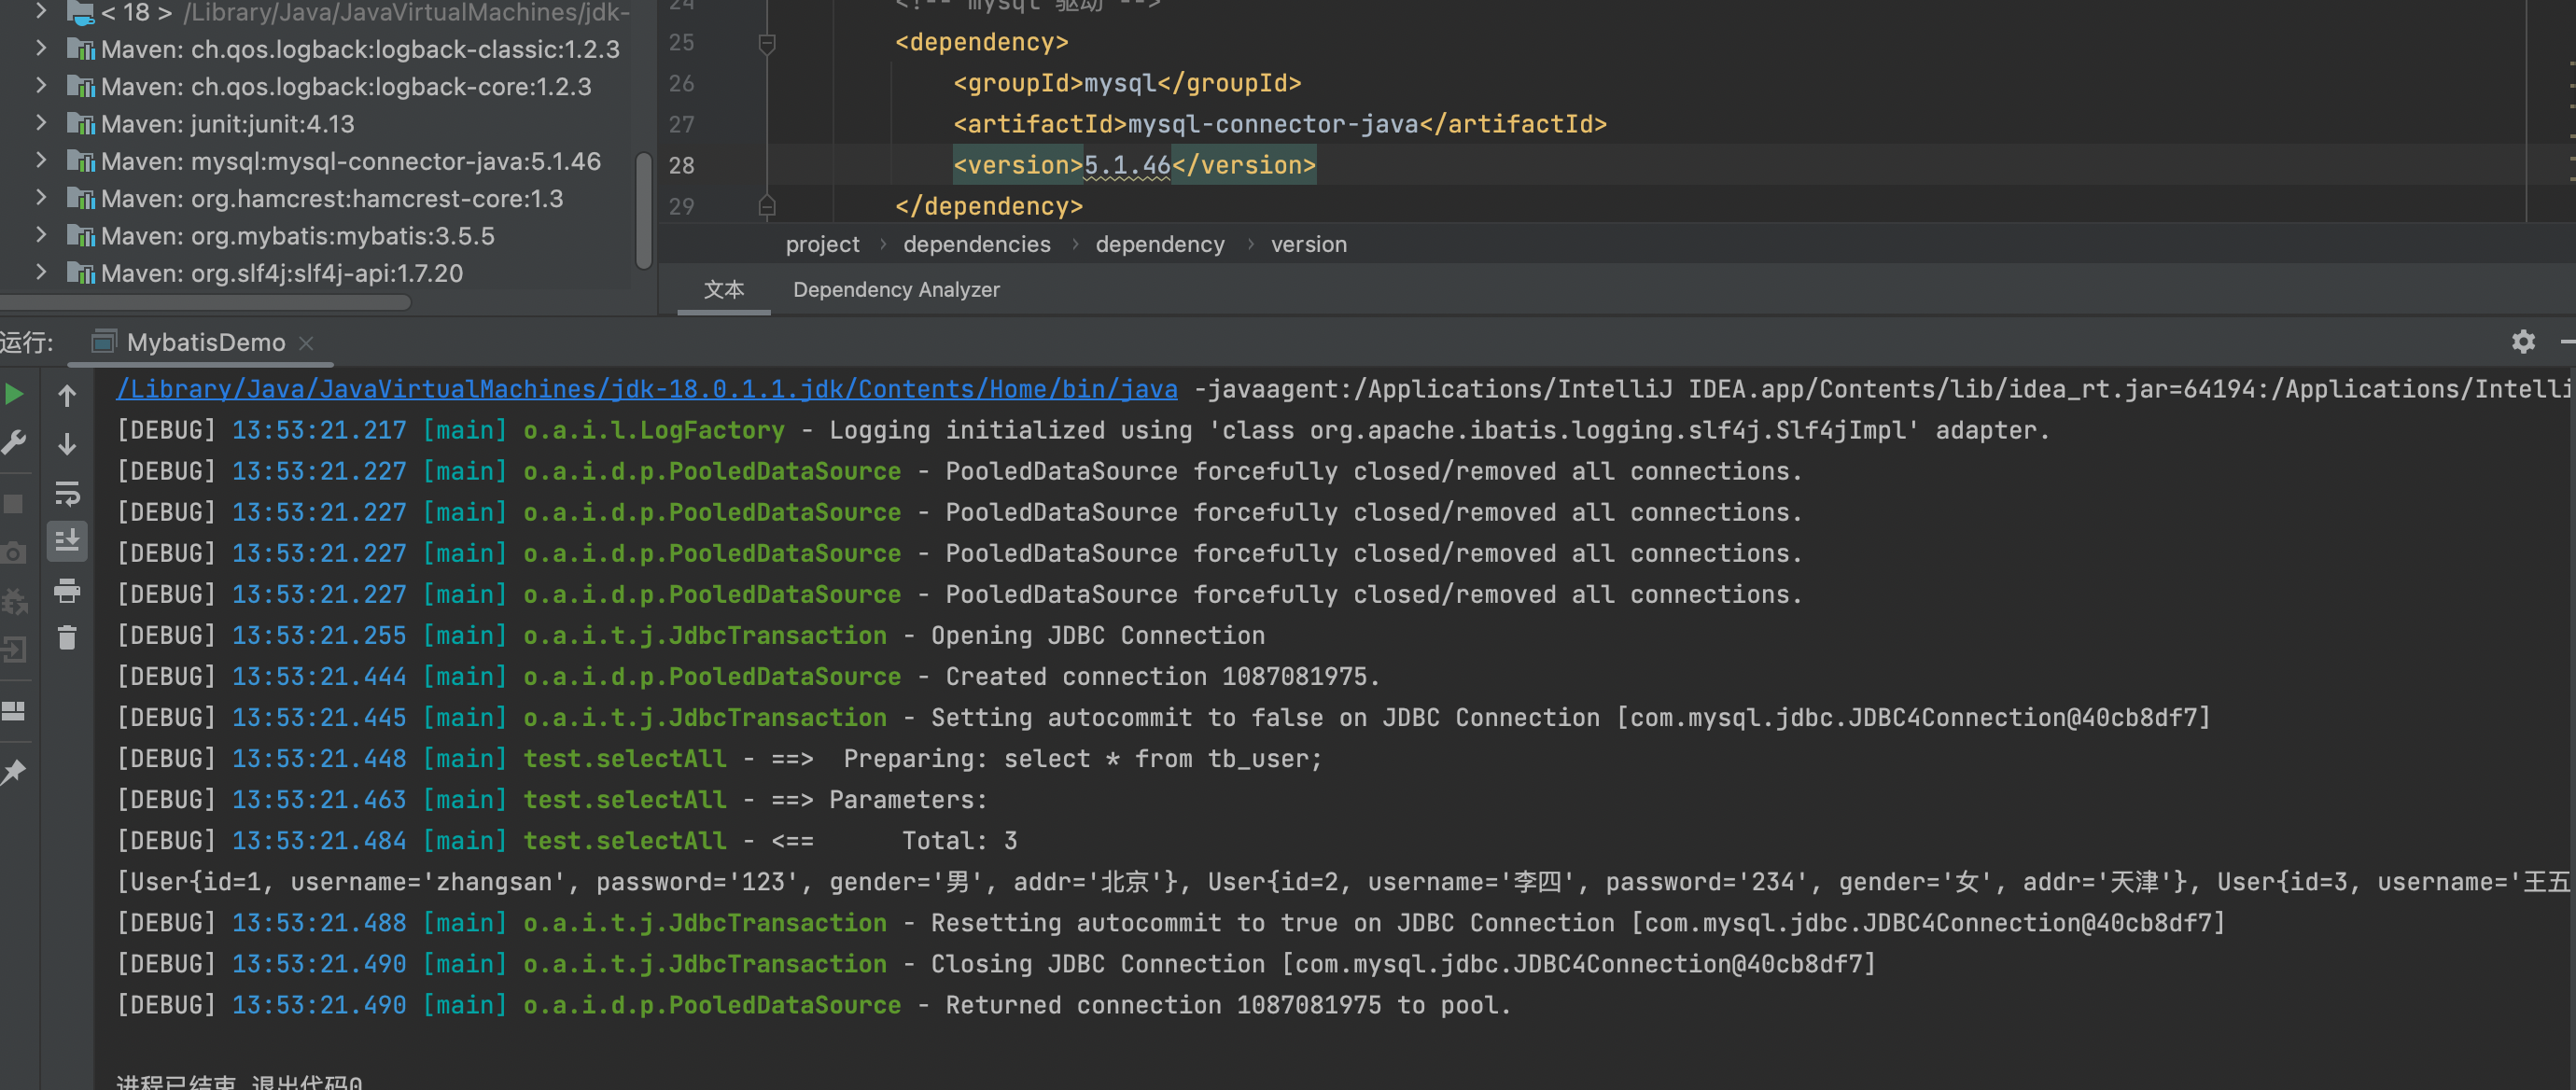 < 18 > /Library/Java/JavaVirtualMachines/jdk-
Maven: ch.qos.logback:logback-classic:1.2.3
Maven: ch.qos.logback:logback-core:1.2.3
Maven: junit:junit:4.13
Maven: mysql:mysql-connector-java:5.1.46
Maven: org.hamcrest:hamcrest-core:1.3
Maven: org.mybatis:mybatis:3.5.5
Maven: org.slf4j:slf4j-api:1.7.20
24 <!-- mysql 驱动 -->
25 <dependency>
26 <groupId>mysql</groupId>
27 <artifactId>mysql-connector-java</artifactId>
28 <version>5.1.46</version>
29 </dependency>
project › dependencies › dependency › version
文本 Dependency Analyzer
运行: MybatisDemo
/Library/Java/JavaVirtualMachines/jdk-18.0.1.1.jdk/Contents/Home/bin/java -javaagent:/Applications/IntelliJ IDEA.app/Contents/lib/idea_rt.jar=64194:/Applications/Intelli
[DEBUG] 13:53:21.217 [main] o.a.i.l.LogFactory - Logging initialized using 'class org.apache.ibatis.logging.slf4j.Slf4jImpl' adapter.
[DEBUG] 13:53:21.227 [main] o.a.i.d.p.PooledDataSource - PooledDataSource forcefully closed/removed all connections.
[DEBUG] 13:53:21.227 [main] o.a.i.d.p.PooledDataSource - PooledDataSource forcefully closed/removed all connections.
[DEBUG] 13:53:21.227 [main] o.a.i.d.p.PooledDataSource - PooledDataSource forcefully closed/removed all connections.
[DEBUG] 13:53:21.227 [main] o.a.i.d.p.PooledDataSource - PooledDataSource forcefully closed/removed all connections.
[DEBUG] 13:53:21.255 [main] o.a.i.t.j.JdbcTransaction - Opening JDBC Connection
[DEBUG] 13:53:21.444 [main] o.a.i.d.p.PooledDataSource - Created connection 1087081975.
[DEBUG] 13:53:21.445 [main] o.a.i.t.j.JdbcTransaction - Setting autocommit to false on JDBC Connection [com.mysql.jdbc.JDBC4Connection@40cb8df7]
[DEBUG] 13:53:21.448 [main] test.selectAll - ==>  Preparing: select * from tb_user;
[DEBUG] 13:53:21.463 [main] test.selectAll - ==> Parameters:
[DEBUG] 13:53:21.484 [main] test.selectAll - <==      Total: 3
[User{id=1, username='zhangsan', password='123', gender='男', addr='北京'}, User{id=2, username='李四', password='234', gender='女', addr='天津'}, User{id=3, username='王五
[DEBUG] 13:53:21.488 [main] o.a.i.t.j.JdbcTransaction - Resetting autocommit to true on JDBC Connection [com.mysql.jdbc.JDBC4Connection@40cb8df7]
[DEBUG] 13:53:21.490 [main] o.a.i.t.j.JdbcTransaction - Closing JDBC Connection [com.mysql.jdbc.JDBC4Connection@40cb8df7]
[DEBUG] 13:53:21.490 [main] o.a.i.d.p.PooledDataSource - Returned connection 1087081975 to pool.
进程已结束,退出代码0